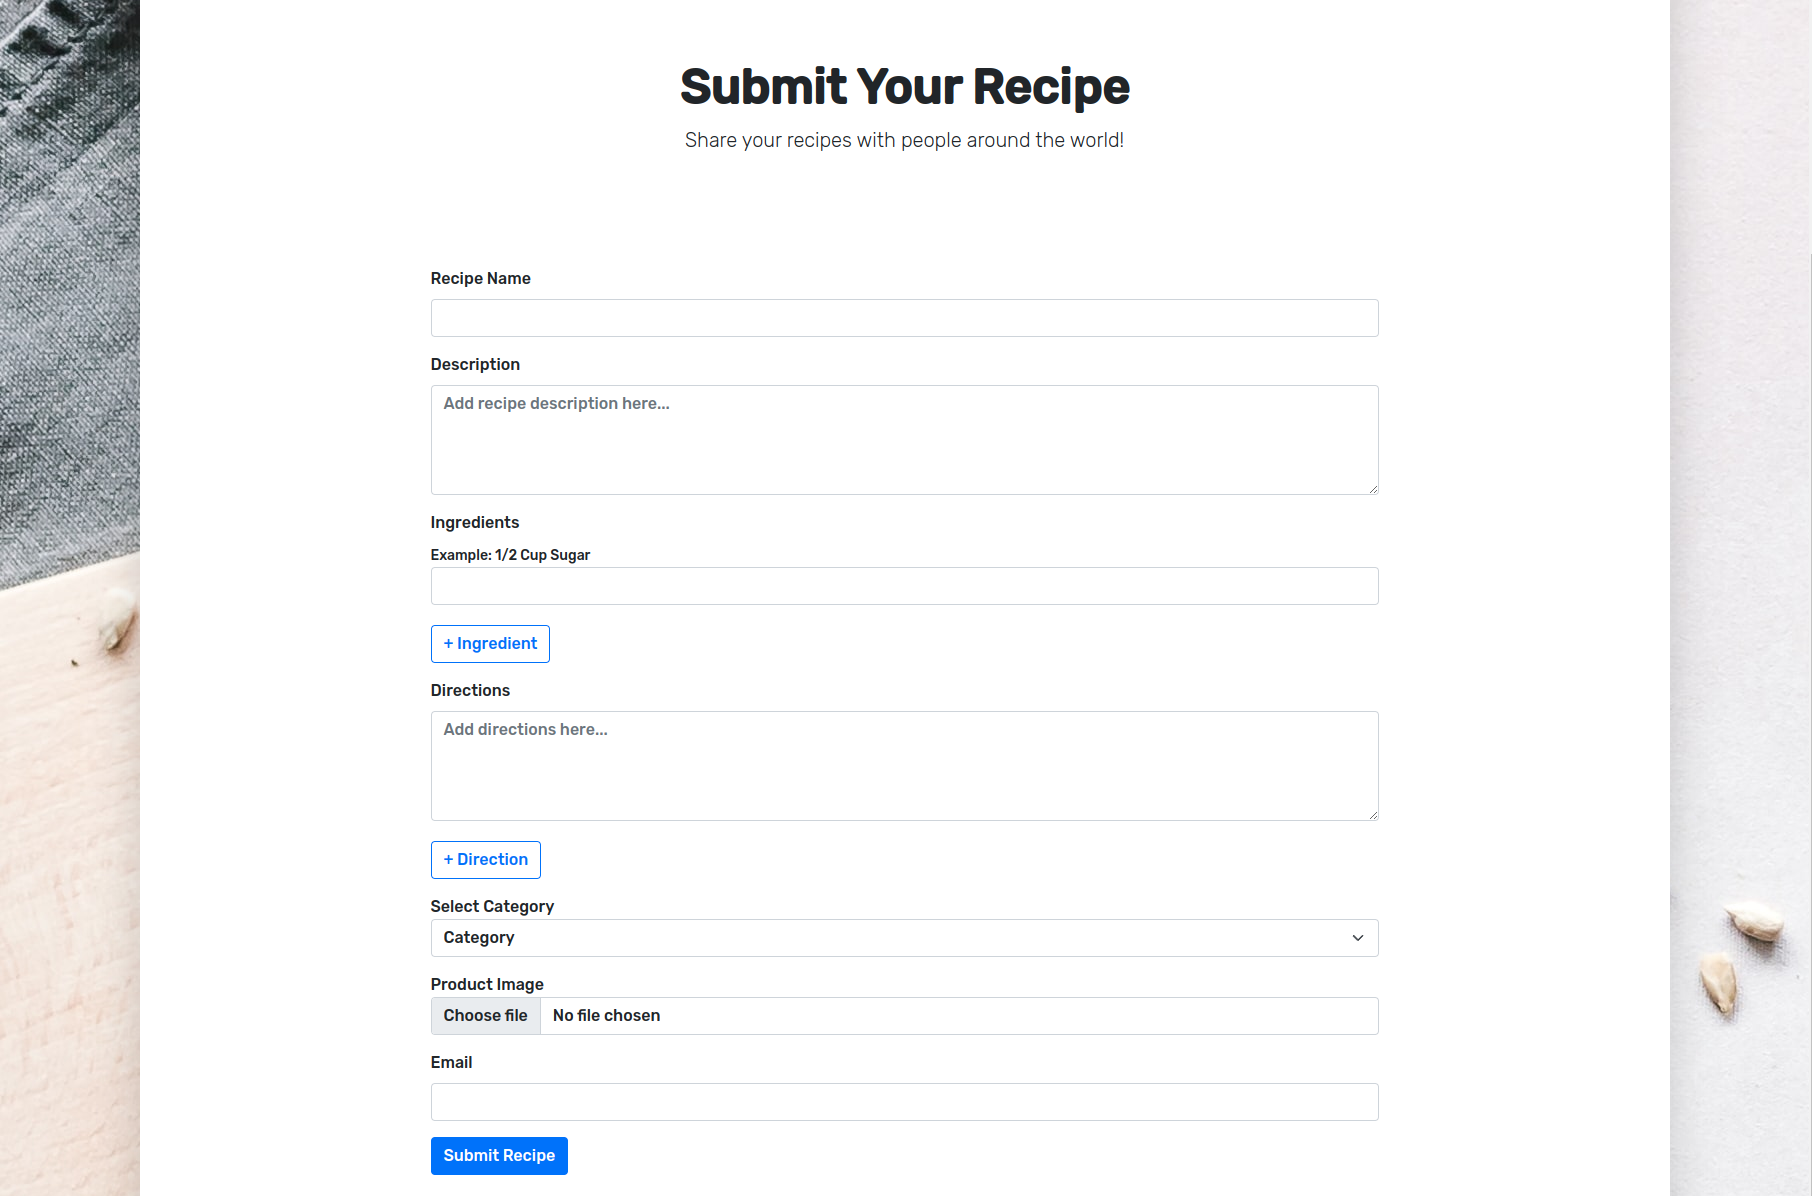 Submit Your Recipe
Share your recipes with people around the world!
Recipe Name
Description
Add recipe description here...
Ingredients
Example: 1/2 Cup Sugar
+ Ingredient
Directions
Add directions here...
+ Direction
Select Category
Category
Product Image
Choose file No file chosen
Email
Submit Recipe